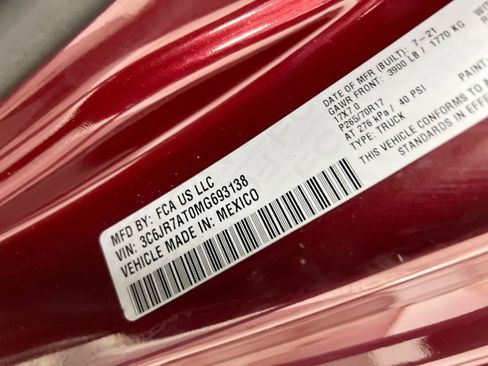 MFD BY: FCA US LLC
VIN: 3C6JR7AT0MG693138
VEHICLE MADE IN: MEXICO
DATE OF MFR (BUILT): 7-21
GAWR FRONT: 3900 LB / 1770 KG
17X7.0
P265/70R17
AT 276 kPa / 40 PSI
TYPE: TRUCK
THIS VEHICLE CONFORMS TO A
STANDARDS IN EFFE
PAINT: